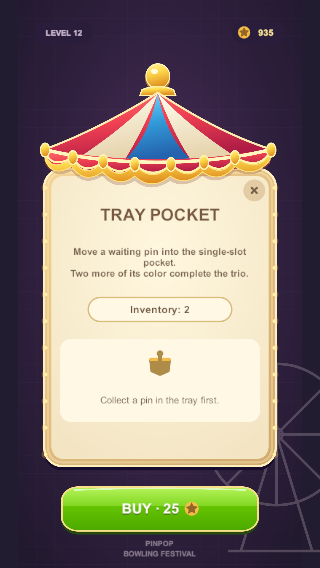 LEVEL 12
935
TRAY POCKET
Move a waiting pin into the single-slot
pocket.
Two more of its color complete the trio.
Inventory: 2
Collect a pin in the tray first.
BUY · 25
PINPOP
BOWLING FESTIVAL